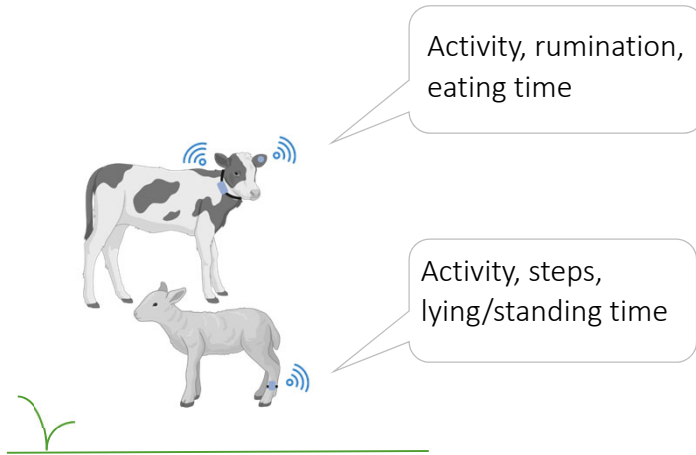 Activity, rumination,
eating time
Activity, steps,
lying/standing time